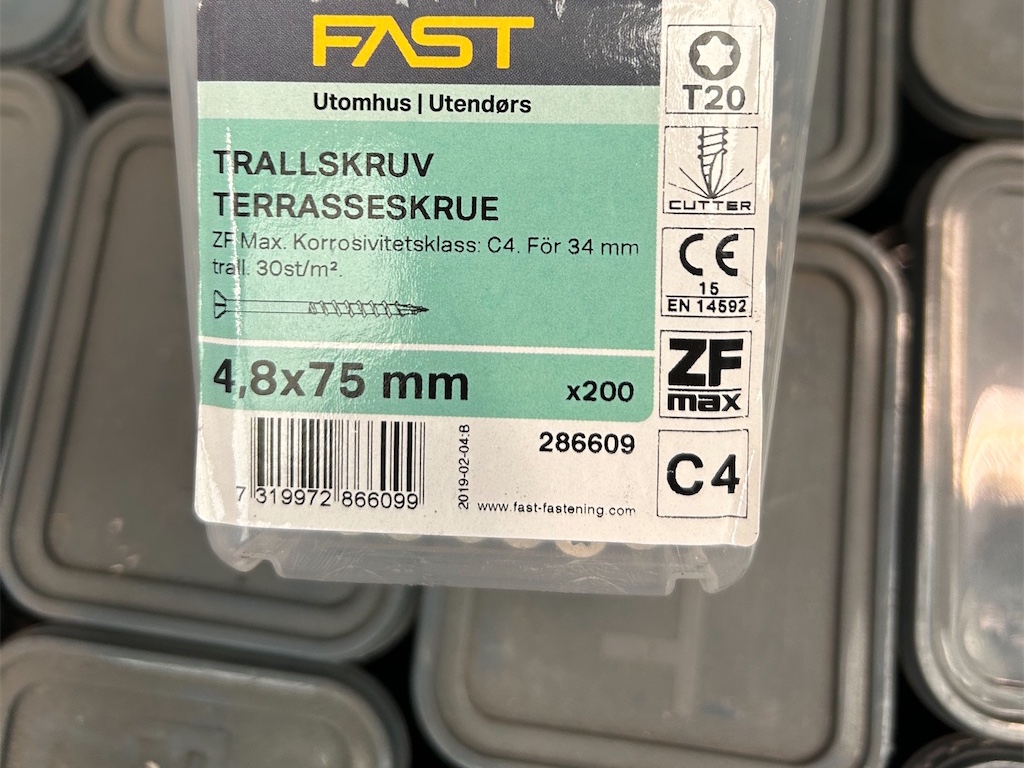 FAST
Utomhus | Utendørs
TRALLSKRUV
TERRASSESKRUE
ZF Max. Korrosivitetsklass: C4. För 34 mm
trall. 30st/m².
4,8x75 mm
x200
286609
7 319972 866099
2019-02-04:B
www.fast-fastening.com
T20
CUTTER
CE
15
EN 14592
ZF
max
C4